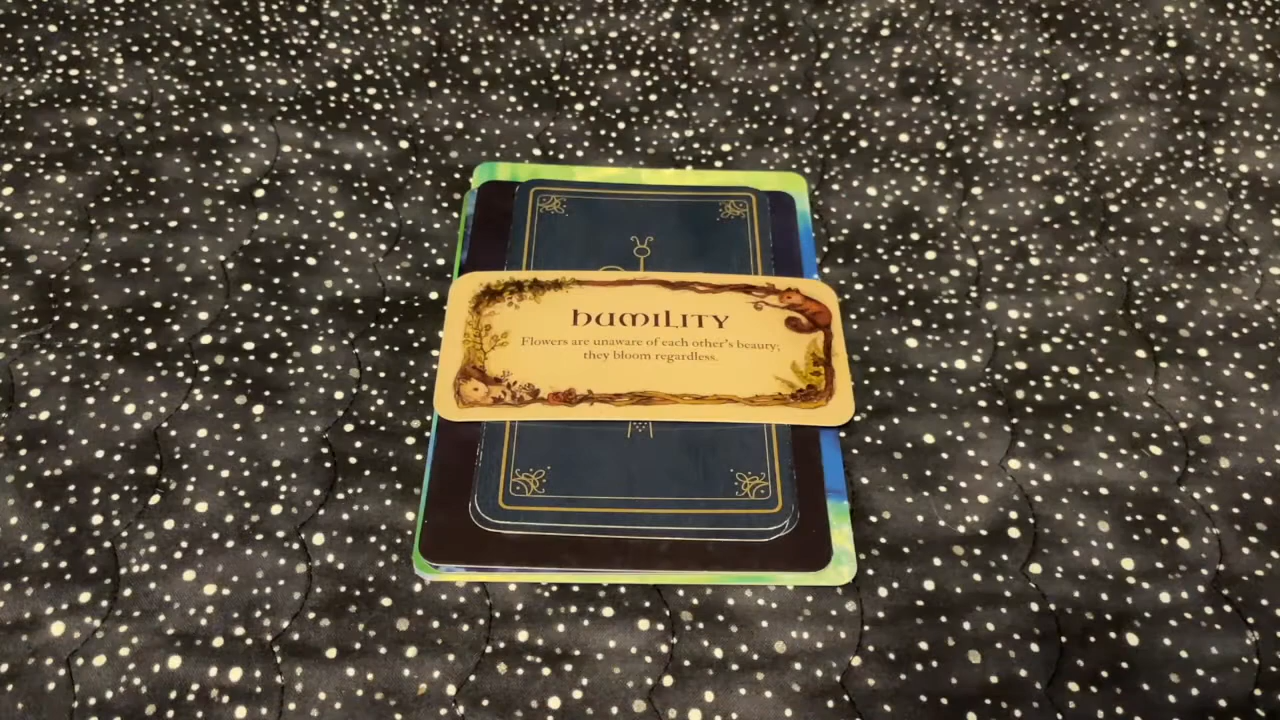 humility
Flowers are unaware of each other's beauty;
they bloom regardless.